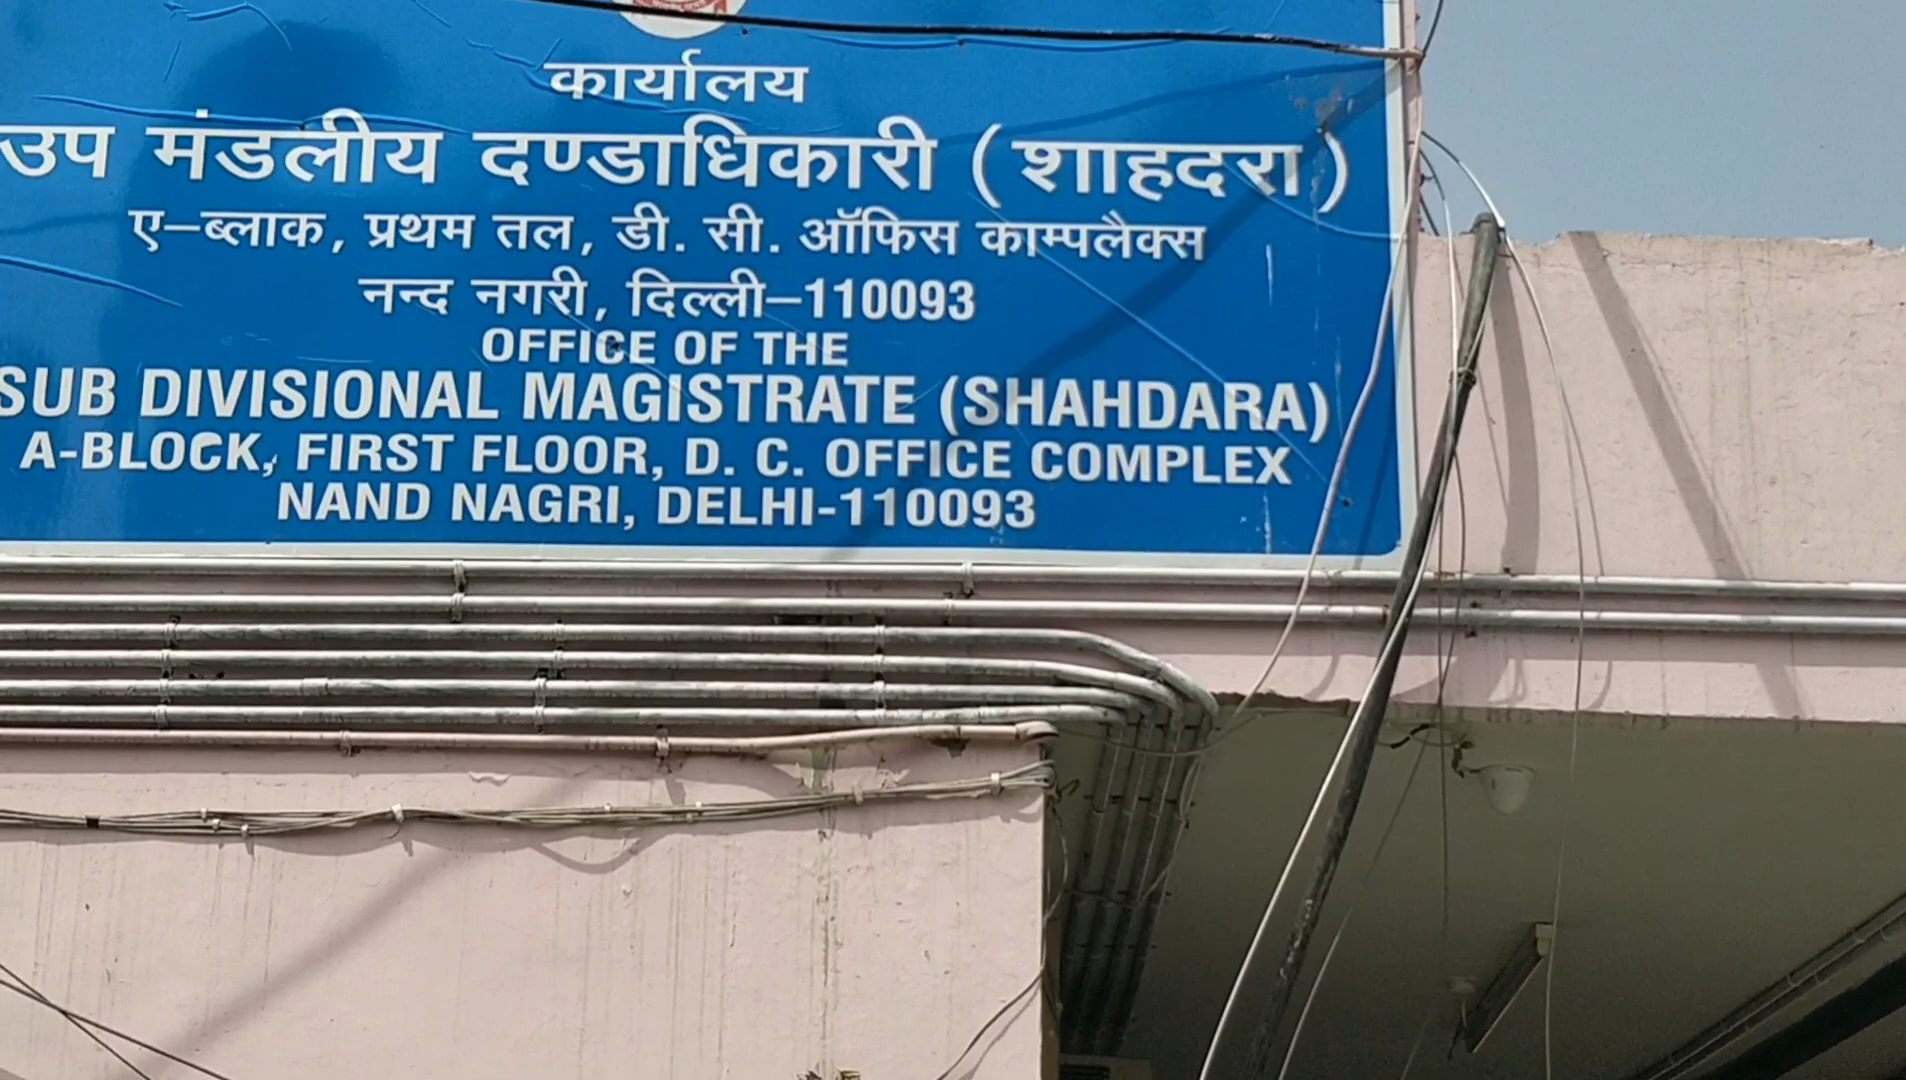 कार्यालय
उप मंडलीय दण्डाधिकारी (शाहदरा)
ए-ब्लाक, प्रथम तल, डी. सी. ऑफिस काम्पलैक्स
नन्द नगरी, दिल्ली-110093
OFFICE OF THE
SUB DIVISIONAL MAGISTRATE (SHAHDARA)
A-BLOCK, FIRST FLOOR, D. C. OFFICE COMPLEX
NAND NAGRI, DELHI-110093